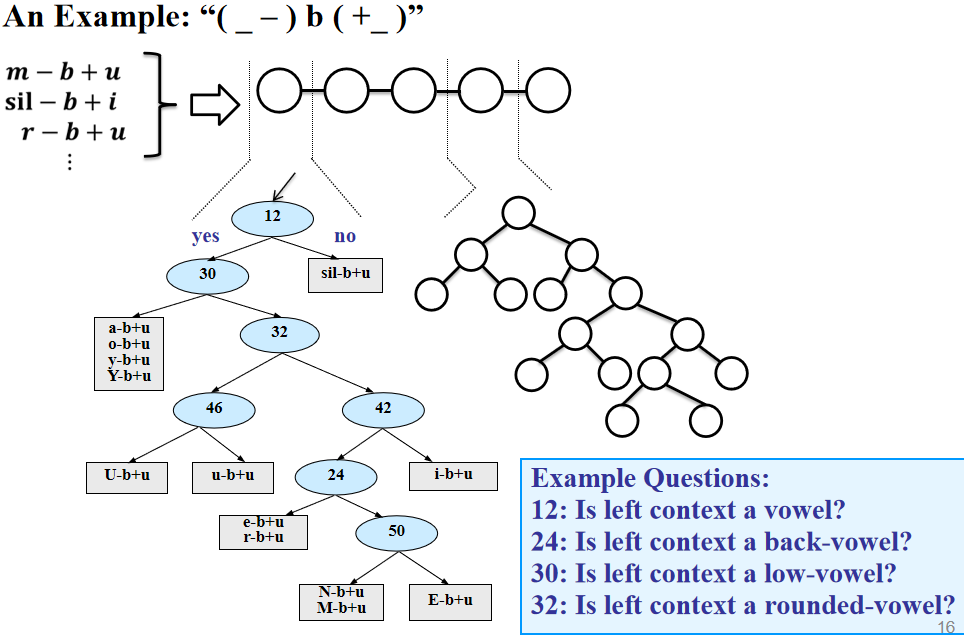 An Example: “( _ – ) b ( +_ )”
m – b + u
sil – b + i
r – b + u
⋮
12
yes
no
30
sil-b+u
a-b+u
o-b+u
y-b+u
Y-b+u
32
46
42
U-b+u
u-b+u
24
i-b+u
e-b+u
r-b+u
50
N-b+u
M-b+u
E-b+u
Example Questions:
12: Is left context a vowel?
24: Is left context a back-vowel?
30: Is left context a low-vowel?
32: Is left context a rounded-vowel?
16